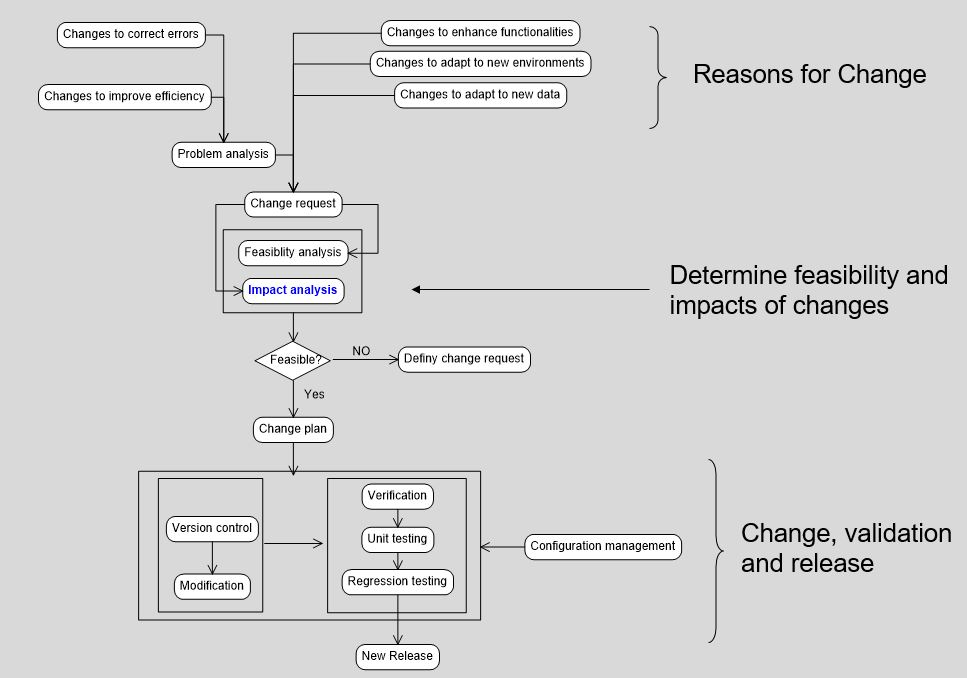 Changes to correct errors
Changes to enhance functionalities
Changes to adapt to new environments
Changes to improve efficiency
Changes to adapt to new data
Reasons for Change
Problem analysis
Change request
Feasiblity analysis
Impact analysis
Determine feasibility and
impacts of changes
Feasible?
NO
Definy change request
Yes
Change plan
Version control
Modification
Verification
Unit testing
Regression testing
Configuration management
Change, validation
and release
New Release